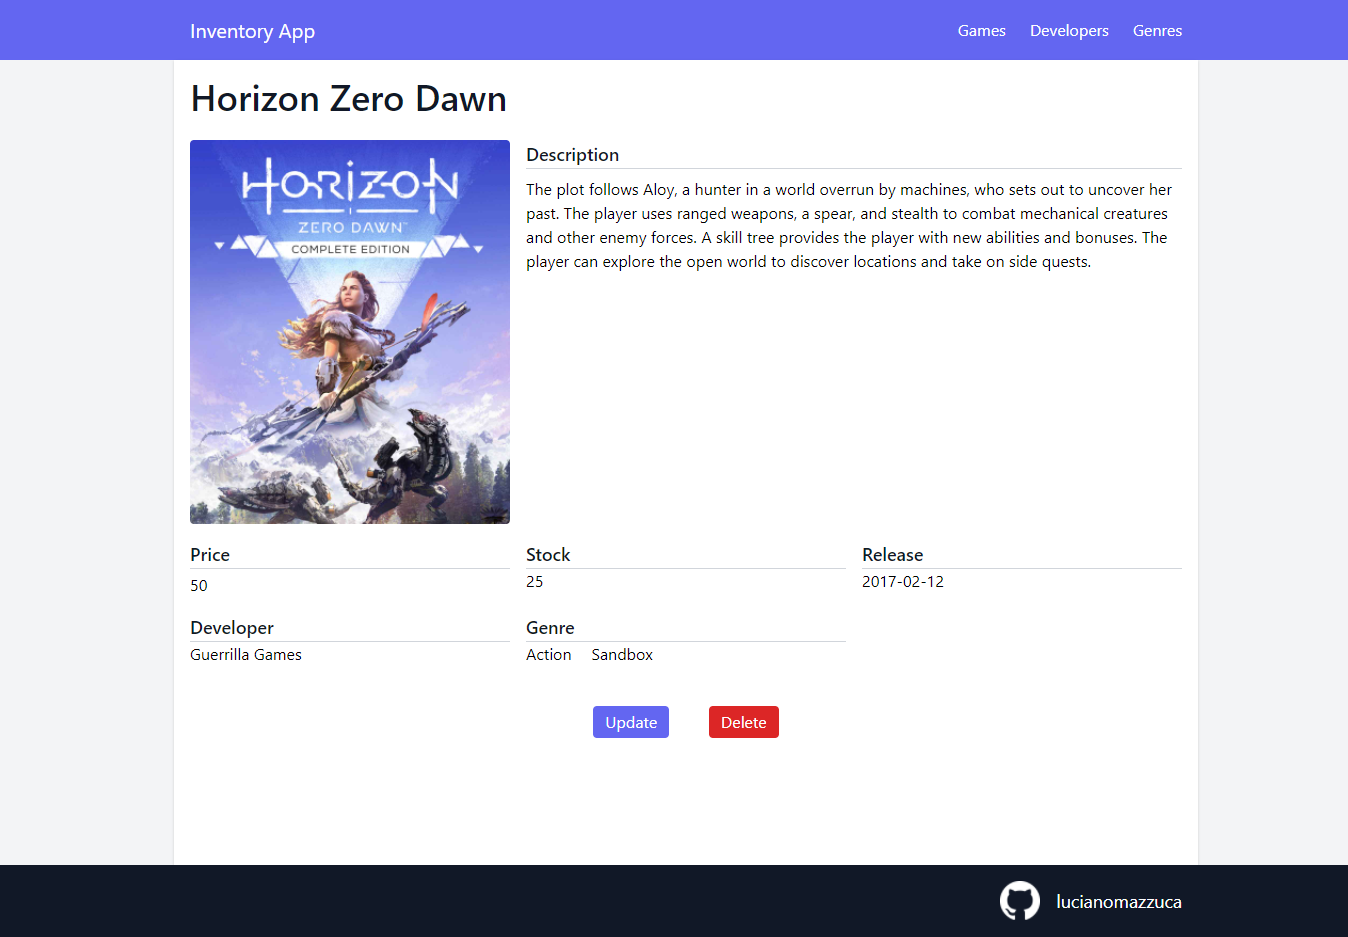 Inventory App
Games Developers Genres
Horizon Zero Dawn
HORIZON
ZERO DAWN™
COMPLETE EDITION
Description
The plot follows Aloy, a hunter in a world overrun by machines, who sets out to uncover her
past. The player uses ranged weapons, a spear, and stealth to combat mechanical creatures
and other enemy forces. A skill tree provides the player with new abilities and bonuses. The
player can explore the open world to discover locations and take on side quests.
Price
50
Stock
25
Release
2017-02-12
Developer
Guerrilla Games
Genre
Action Sandbox
Update
Delete
lucianomazzuca